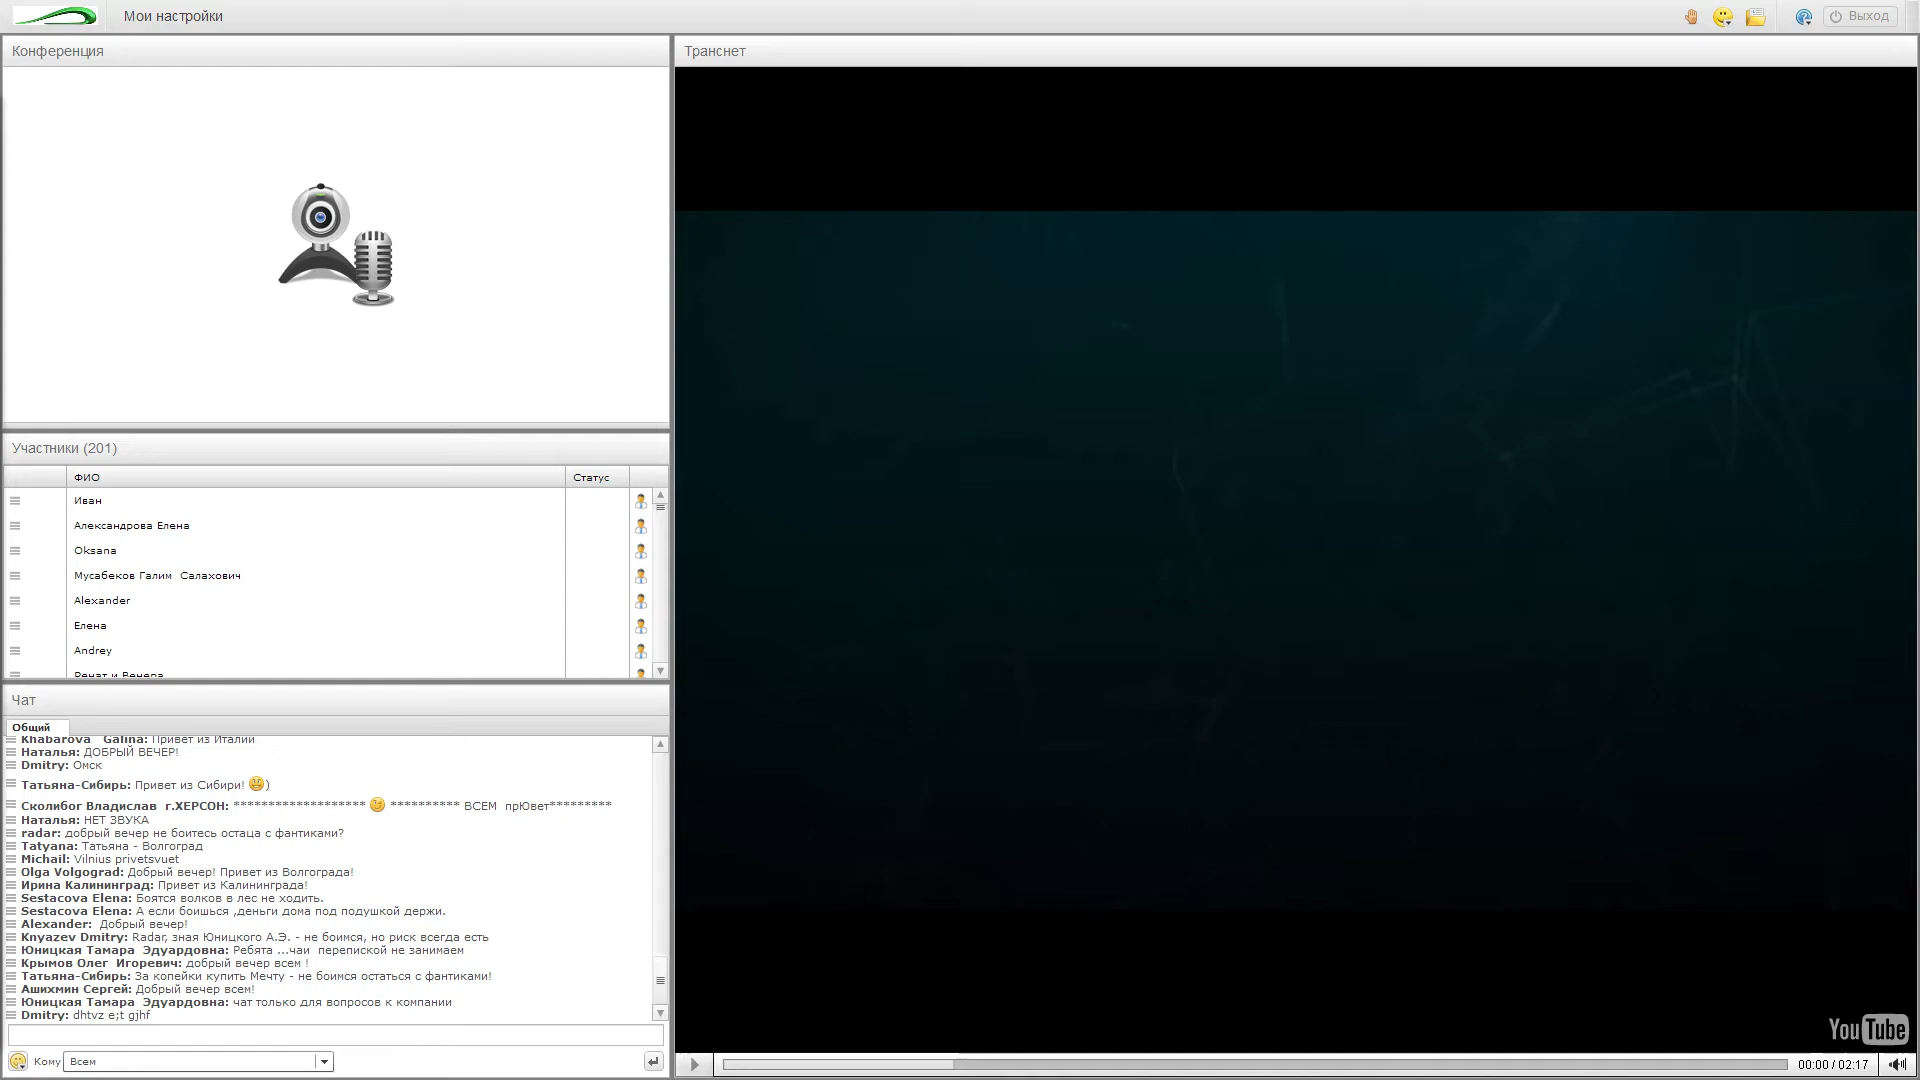 Мои настройки
Выход
Конференция
Транснет
Участники (201)
ФИО Статус
Иван
Александрова Елена
Oksana
Мусабеков Галим Салахович
Alexander
Елена
Andrey
Ренат и Венера
Чат
Общий
Khabarova Galina: Привет из Италии
Наталья: ДОБРЫЙ ВЕЧЕР!
Dmitry: Омск
Татьяна-Сибирь: Привет из Сибири! )
Сколибог Владислав г.ХЕРСОН: ******************* ********** ВСЕМ прЮвет*********
Наталья: НЕТ ЗВУКА
radar: добрый вечер не боитесь остаца с фантиками?
Tatyana: Татьяна - Волгоград
Michail: Vilnius privetsvuet
Olga Volgograd: Добрый вечер! Привет из Волгограда!
Ирина Калининград: Привет из Калининграда!
Sestacova Elena: Боятся волков в лес не ходить.
Sestacova Elena: А если боишься ,деньги дома под подушкой держи.
Alexander: Добрый вечер!
Knyazev Dmitry: Radar, зная Юницкого А.Э. - не боимся, но риск всегда есть
Юницкая Тамара Эдуардовна: Ребята ...чаи перепиской не занимаем
Крымов Олег Игоревич: добрый вечер всем !
Татьяна-Сибирь: За копейки купить Мечту - не боимся остаться с фантиками!
Ашихмин Сергей: Добрый вечер всем!
Юницкая Тамара Эдуардовна: чат только для вопросов к компании
Dmitry: dhtvz e;t gjhf
Кому Всем
YouTube
00:00 / 02:17